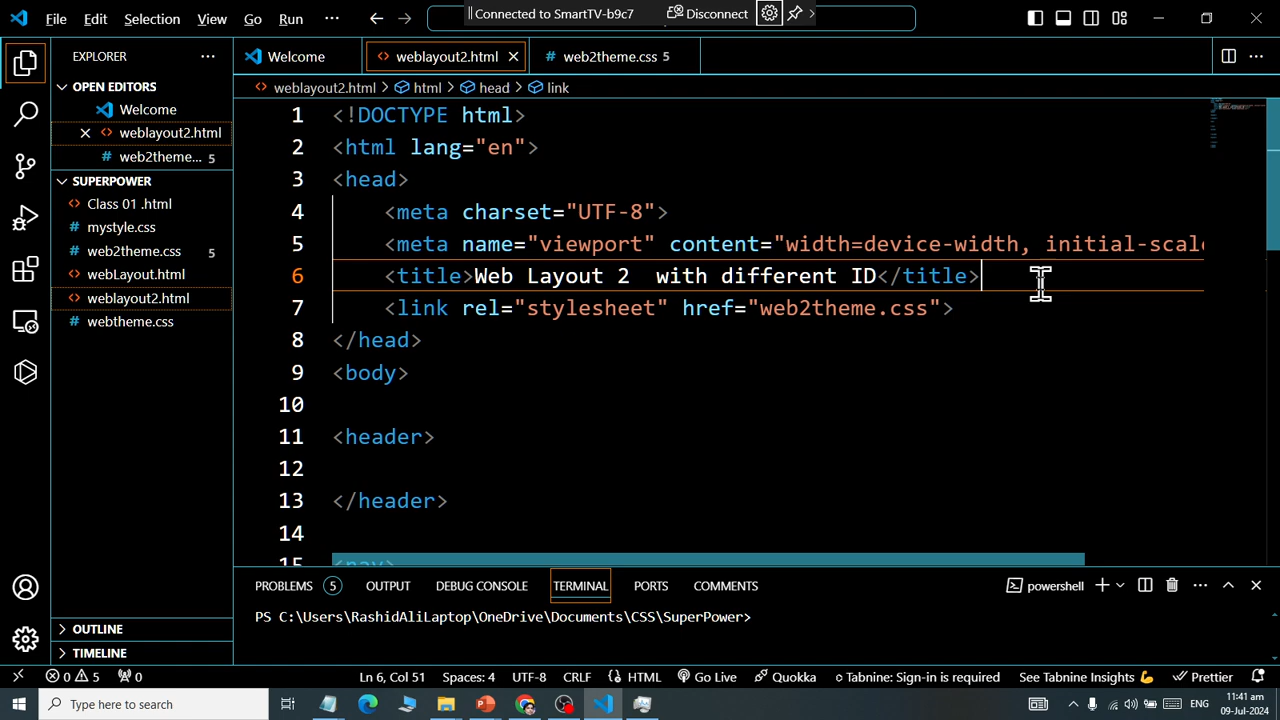 File Edit Selection View Go Run ···
Connected to SmartTV-b9c7 Disconnect
EXPLORER
Welcome
weblayout2.html
web2theme.css 5
OPEN EDITORS
weblayout2.html > html > head > link
Welcome
weblayout2.html
web2theme... 5
SUPERPOWER
Class 01 .html
mystyle.css
web2theme.css 5
webLayout.html
weblayout2.html
webtheme.css
1 <!DOCTYPE html>
2 <html lang="en">
3 <head>
4 <meta charset="UTF-8">
5 <meta name="viewport" content="width=device-width, initial-scale
6 <title>Web Layout 2  with different ID</title>
7 <link rel="stylesheet" href="web2theme.css">
8 </head>
9 <body>
10
11 <header>
12
13 </header>
14
15 <nav>
PROBLEMS 5 OUTPUT DEBUG CONSOLE TERMINAL PORTS COMMENTS
powershell
PS C:\Users\RashidAliLaptop\OneDrive\Documents\CSS\SuperPower>
OUTLINE
TIMELINE
0 5 0 Ln 6, Col 51 Spaces: 4 UTF-8 CRLF HTML Go Live Quokka Tabnine: Sign-in is required See Tabnine Insights Prettier
Type here to search
ENG
11:41 am
09-Jul-2024